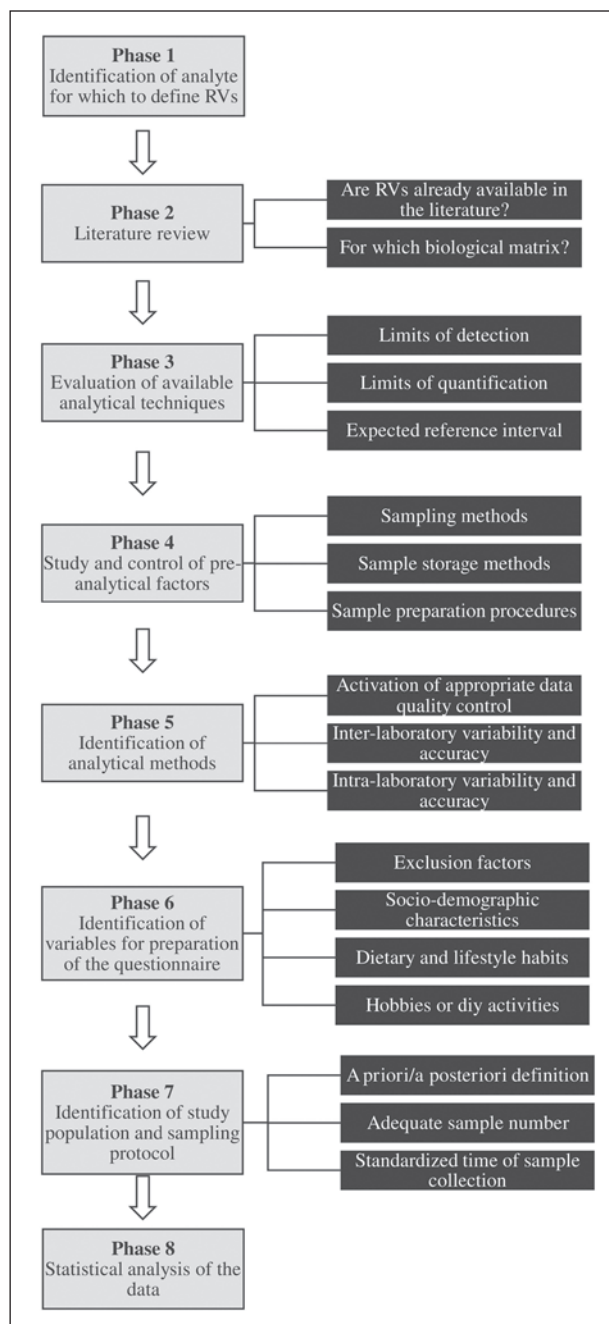 Phase 1
Identification of analyte
for which to define RVs
Phase 2
Literature review
Are RVs already available in
the literature?
For which biological matrix?
Phase 3
Evaluation of available
analytical techniques
Limits of detection
Limits of quantification
Expected reference interval
Phase 4
Study and control of pre-
analytical factors
Sampling methods
Sample storage methods
Sample preparation procedures
Phase 5
Identification of
analytical methods
Activation of appropriate data
quality control
Inter-laboratory variability and
accuracy
Intra-laboratory variability and
accuracy
Phase 6
Identification of
variables for preparation
of the questionnaire
Exclusion factors
Socio-demographic
characteristics
Dietary and lifestyle habits
Hobbies or diy activities
Phase 7
Identification of study
population and sampling
protocol
A priori/a posteriori definition
Adequate sample number
Standardized time of sample
collection
Phase 8
Statistical analysis of the
data